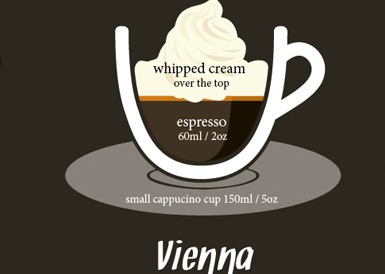 whipped cream
over the top
espresso
60ml / 2oz
small cappucino cup 150ml / 5oz
Vienna